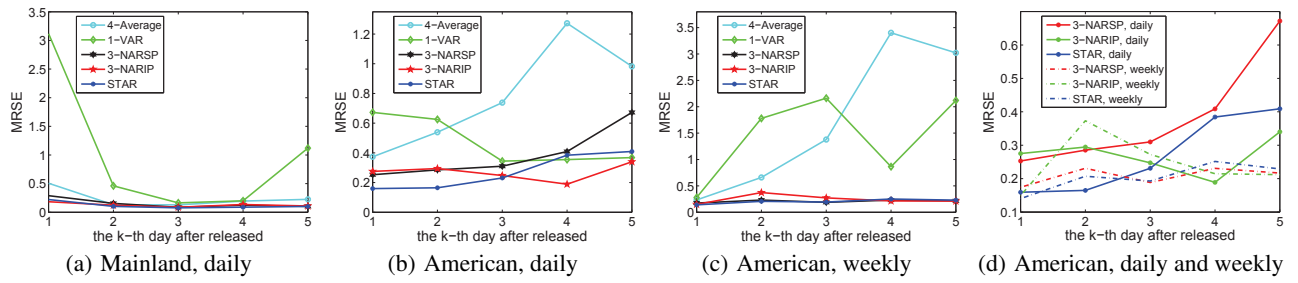 3.5
3
2.5
2
1.5
1
0.5
0
MRSE
4−Average
1−VAR
3−NARSP
3−NARIP
STAR
1 2 3 4 5
the k−th day after released
(a) Mainland, daily
1.2
1
0.8
0.6
0.4
0.2
0
MRSE
4−Average
1−VAR
3−NARSP
3−NARIP
STAR
1 2 3 4 5
the k−th day after released
(b) American, daily
3.5
3
2.5
2
1.5
1
0.5
0
MRSE
4−Average
1−VAR
3−NARSP
3−NARIP
STAR
1 2 3 4 5
the k−th day after released
(c) American, weekly
0.6
0.5
0.4
0.3
0.2
0.1
MRSE
3−NARSP, daily
3−NARIP, daily
STAR, daily
3−NARSP, weekly
3−NARIP, weekly
STAR, weekly
1 2 3 4 5
the k−th day after released
(d) American, daily and weekly